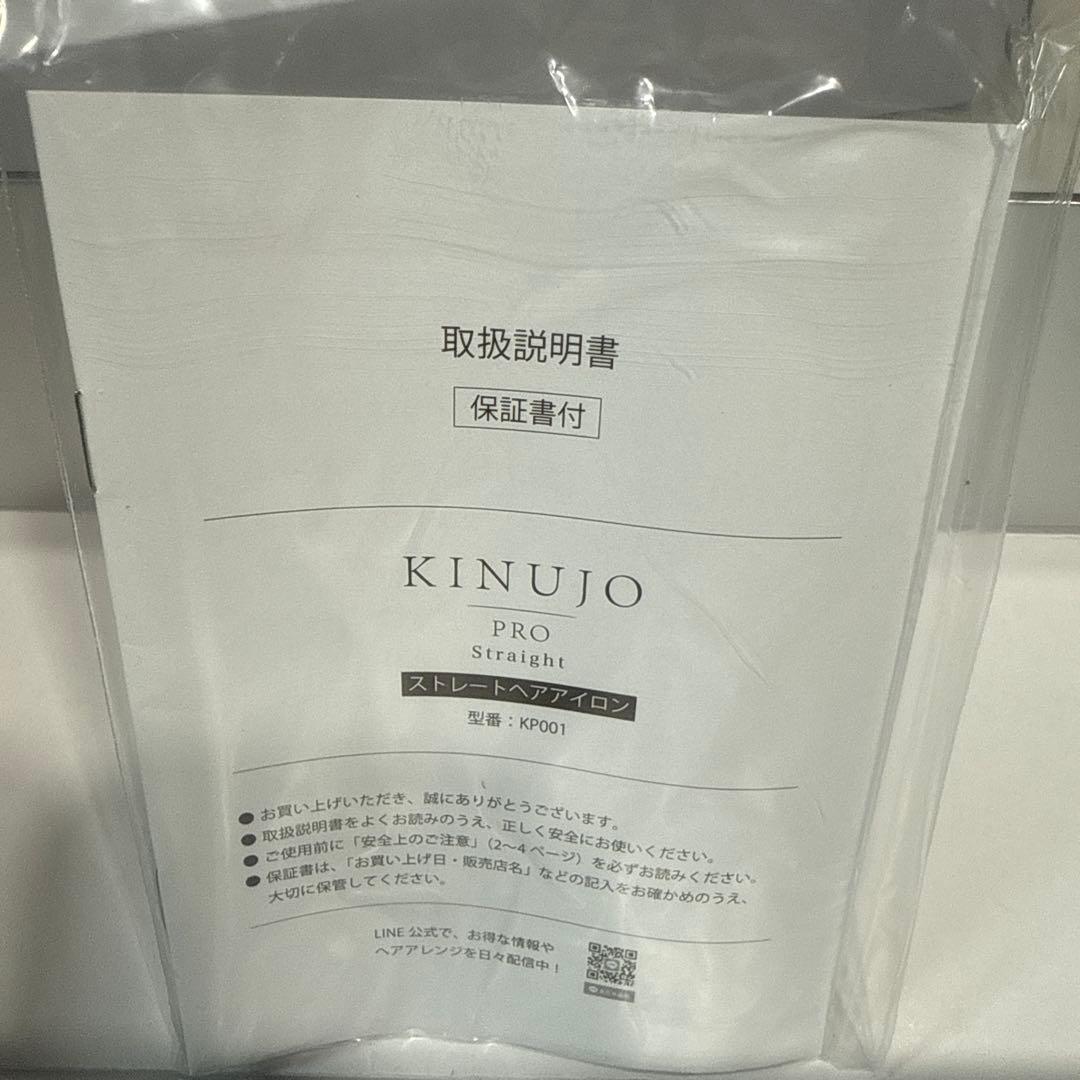 取扱説明書
保証書付
KINUJO
PRO
Straight
ストレートヘアアイロン
型番：KP001
●お買い上げいただき、誠にありがとうございます。
●取扱説明書をよくお読みのうえ、正しく安全にお使いください。
●ご使用前に「安全上のご注意」（2〜4 ページ）を必ずお読みください。
●保証書は、「お買い上げ日・販売店名」などの記入をお確かめのうえ、
大切に保管してください。
LINE 公式で、お得な情報や
ヘアアレンジを日々配信中！